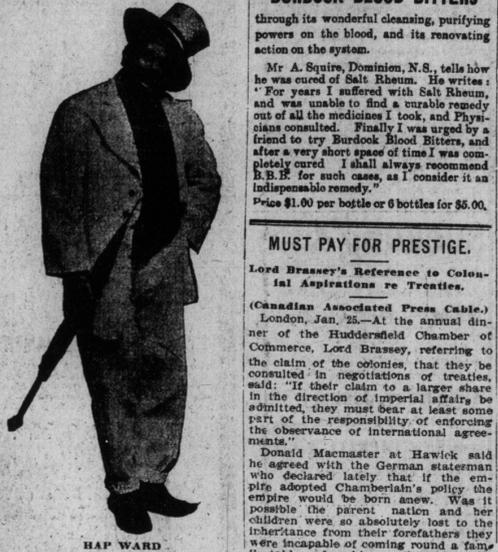 BURDOCK BLOOD BITTERS
through its wonderful cleansing, purifying
powers on the blood, and its renovating
action on the system.
Mr A. Squire, Dominion, N.S., tells how
he was cured of Salt Rheum. He writes:
"For years I suffered with Salt Rheum,
and was unable to find a curable remedy
out of all the medicines I took, and Physi-
cians consulted. Finally I was urged by a
friend to try Burdock Blood Bitters, and
after a very short space of time I was com-
pletely cured I shall always recommend
B.B.B. for such cases, as I consider it an
indispensable remedy."
Price $1.00 per bottle or 6 bottles for $5.00.
MUST PAY FOR PRESTIGE.
Lord Brassey's Reference to Colon-
ial Aspirations re Treaties.
(Canadian Associated Press Cable.)
London, Jan. 25.—At the annual din-
ner of the Huddersfield Chamber of
Commerce, Lord Brassey, referring to
the claim of the colonies, that they be
consulted in negotiations of treaties,
said: "If their claim to a larger share
in the direction of imperial affairs be
admitted, they must bear at least some
part of the responsibility of enforcing
the observance of international agree-
ments."
Donald Macmaster at Hawick said
he agreed with the German statesman
who declared lately that if the em-
pire adopted Chamberlain's policy the
empire would be born anew. Was it
possible the parent nation and her
children were so absolutely lost to the
inheritance from their forefathers they
were incapable of coming round a fam-
HAP WARD